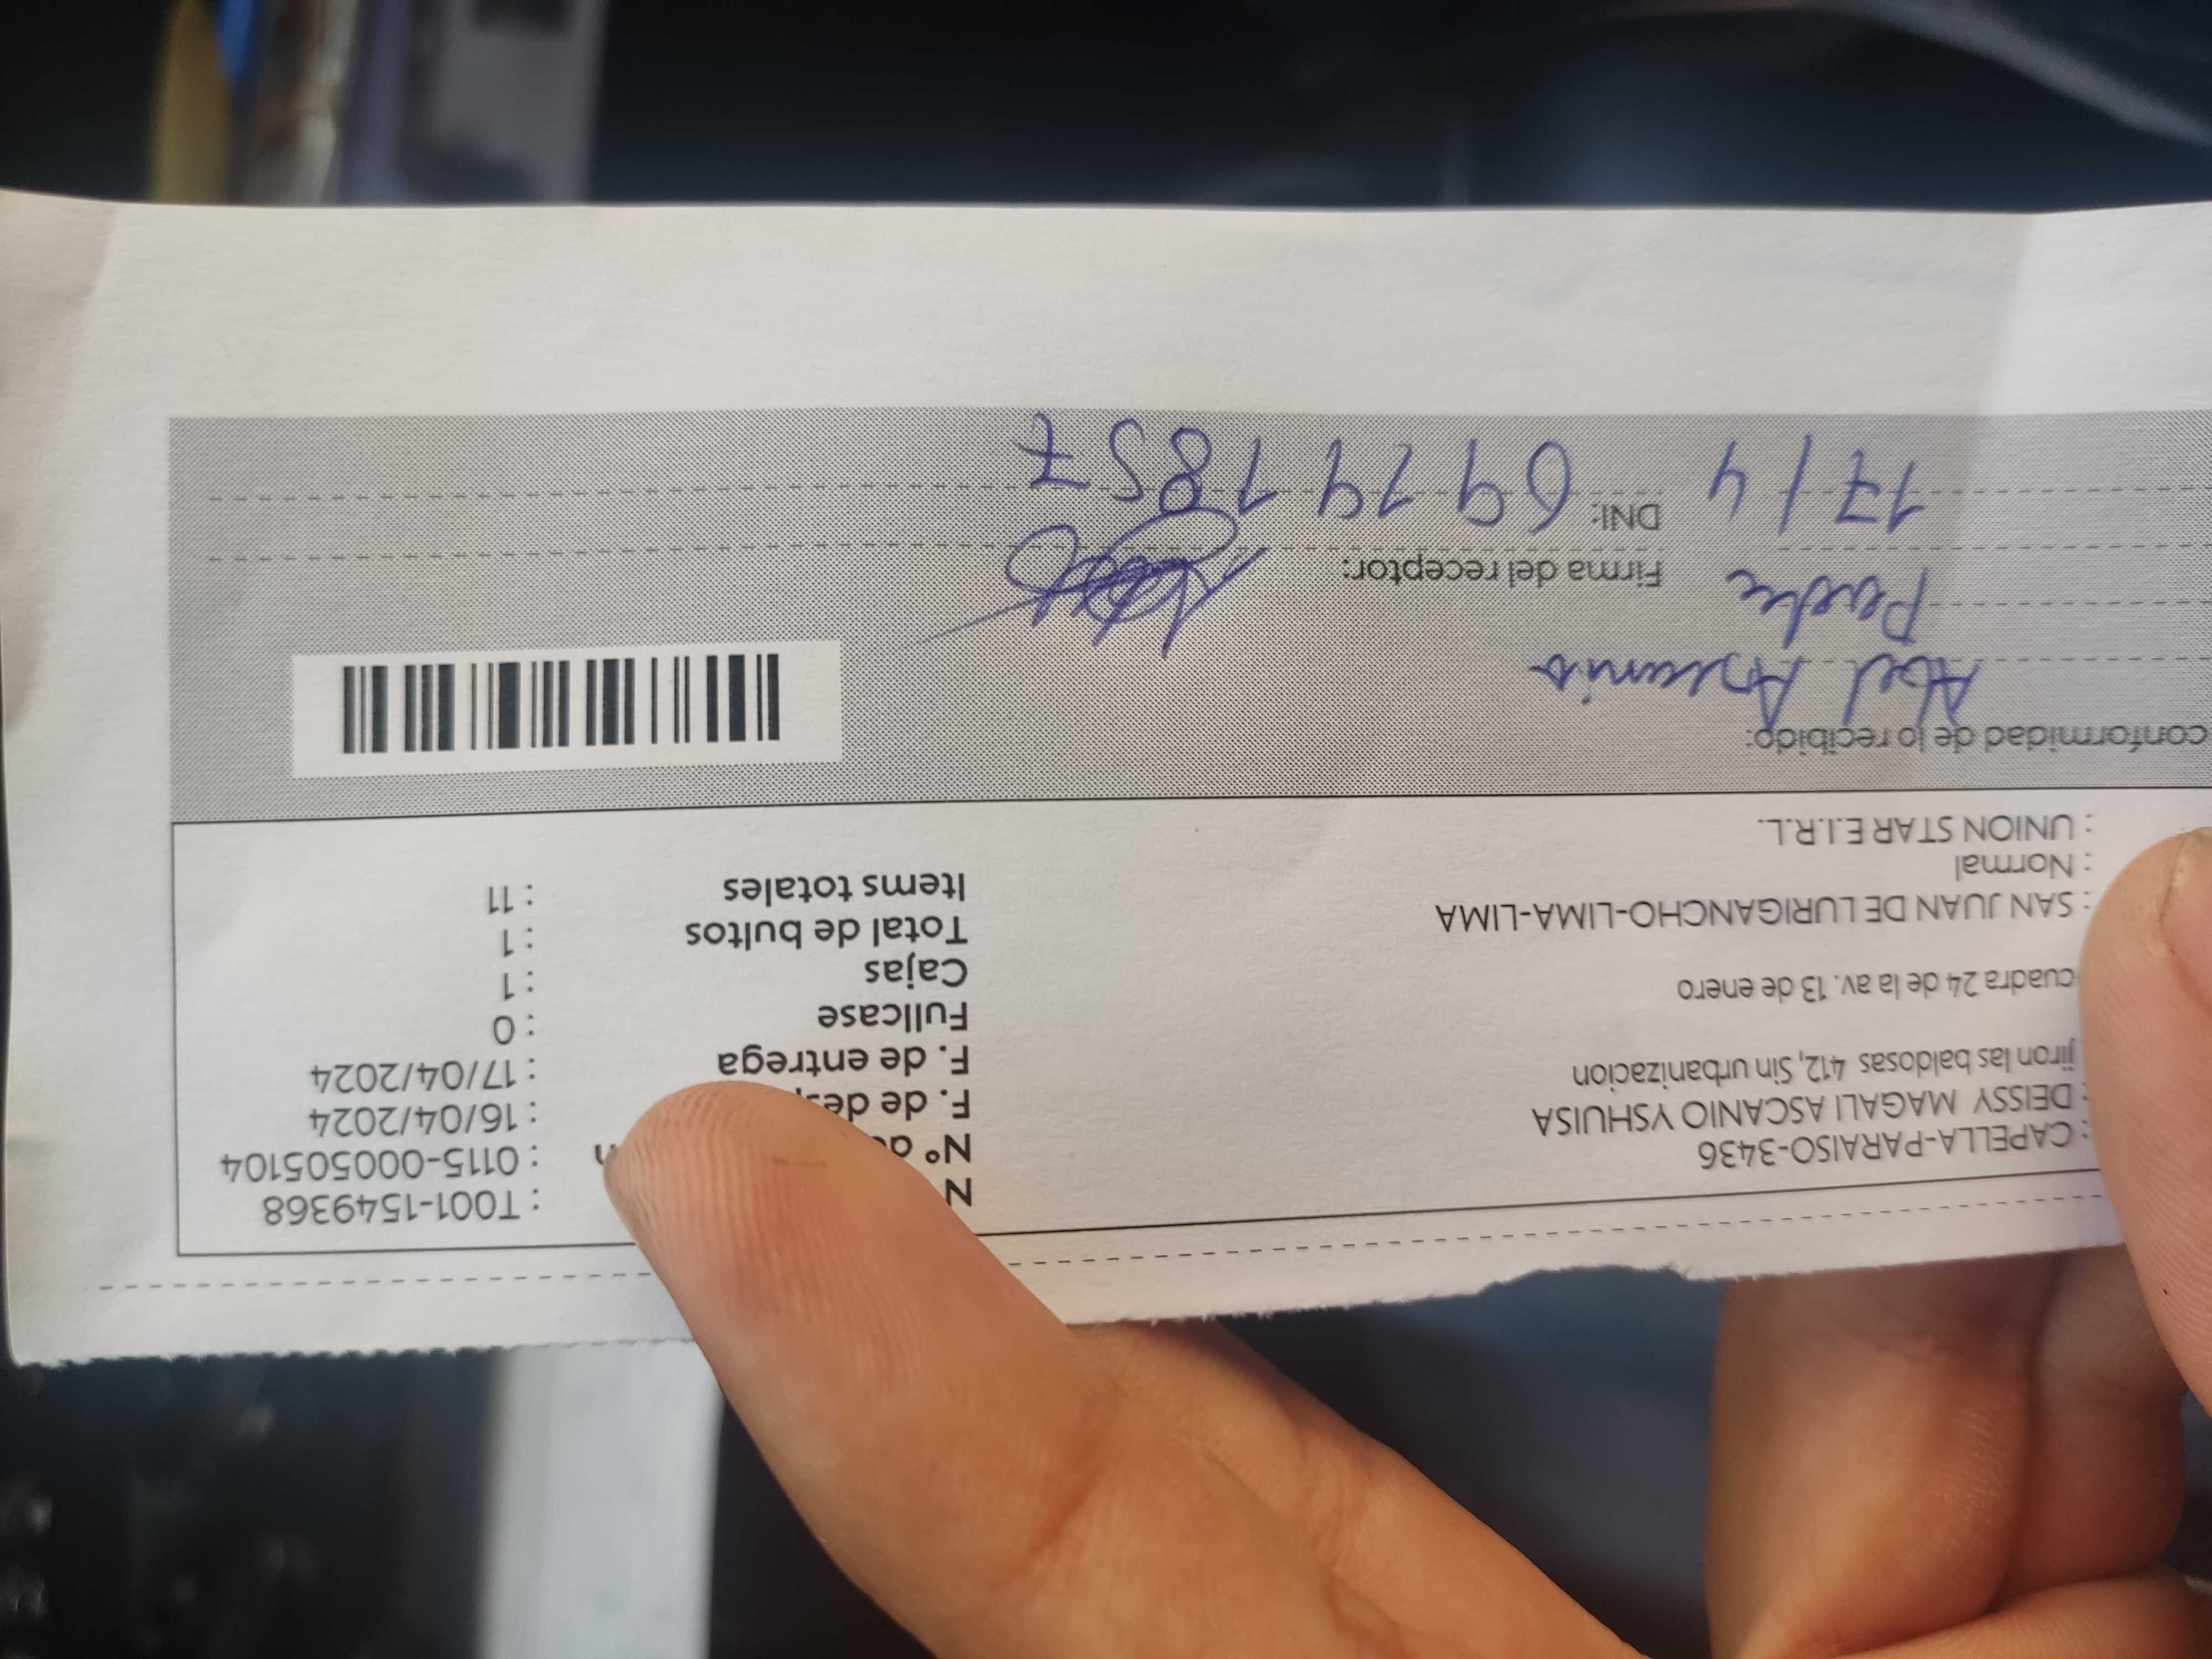 : CAPELLA-PARAISO-3436
: DEISSY MAGALI ASCANIO YSHUISA
jiron las baldosas 412, Sin urbanizacion
cuadra 24 de la av. 13 de enero
: SAN JUAN DE LURIGANCHO-LIMA-LIMA
: Normal
: UNION STAR E.I.R.L.
N : T001-1549368
Nº : 0115-000505104
F. de des : 16/04/2024
F. de entrega : 17/04/2024
Fullcase : 0
Cajas : 1
Total de bultos : 1
Items totales : 11
conformidad de lo recibido:
Abel Ascanio
Padre
Firma del receptor:
17/4
DNI: